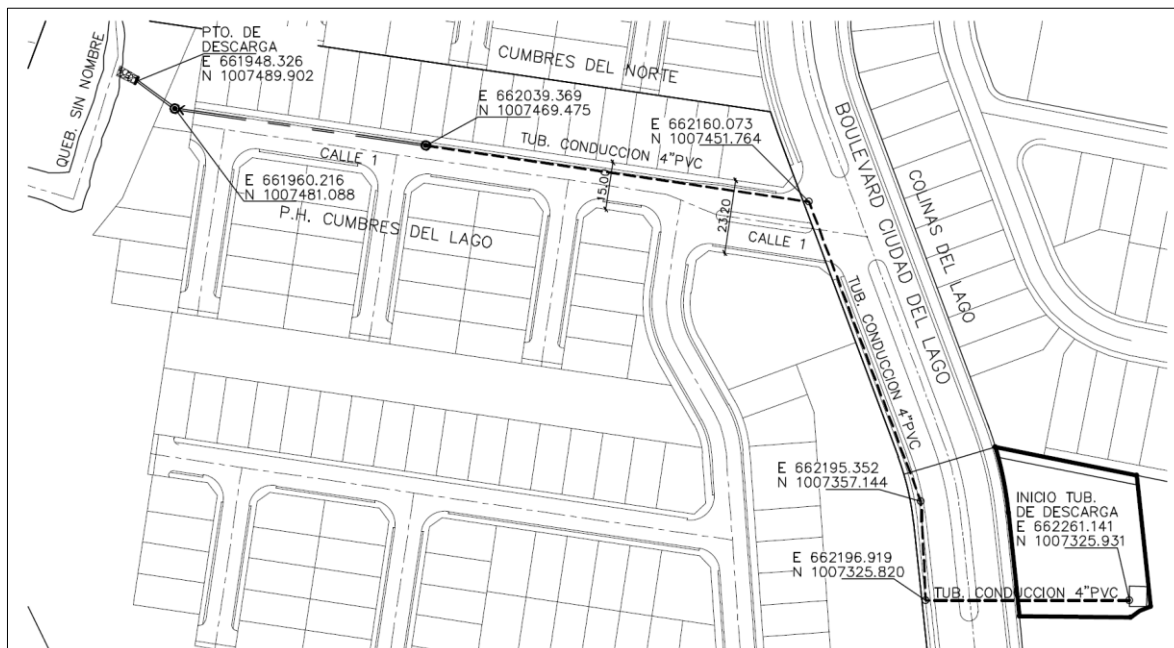 PTO. DE
DESCARGA
E 661948.326
N 1007489.902
QUEB. SIN NOMBRE
CUMBRES DEL NORTE
E 662039.369
N 1007469.475
E 662160.073
N 1007451.764
TUB. CONDUCCION 4"PVC
CALLE 1
15.00
23.20
E 661960.216
N 1007481.088
P.H. CUMBRES DEL LAGO
CALLE 1
BOULEVARD CIUDAD DEL LAGO
COLINAS DEL LAGO
TUB. CONDUCCION 4"PVC
E 662195.352
N 1007357.144
INICIO TUB.
DE DESCARGA
E 662261.141
N 1007325.931
E 662196.919
N 1007325.820
TUB. CONDUCCION 4"PVC